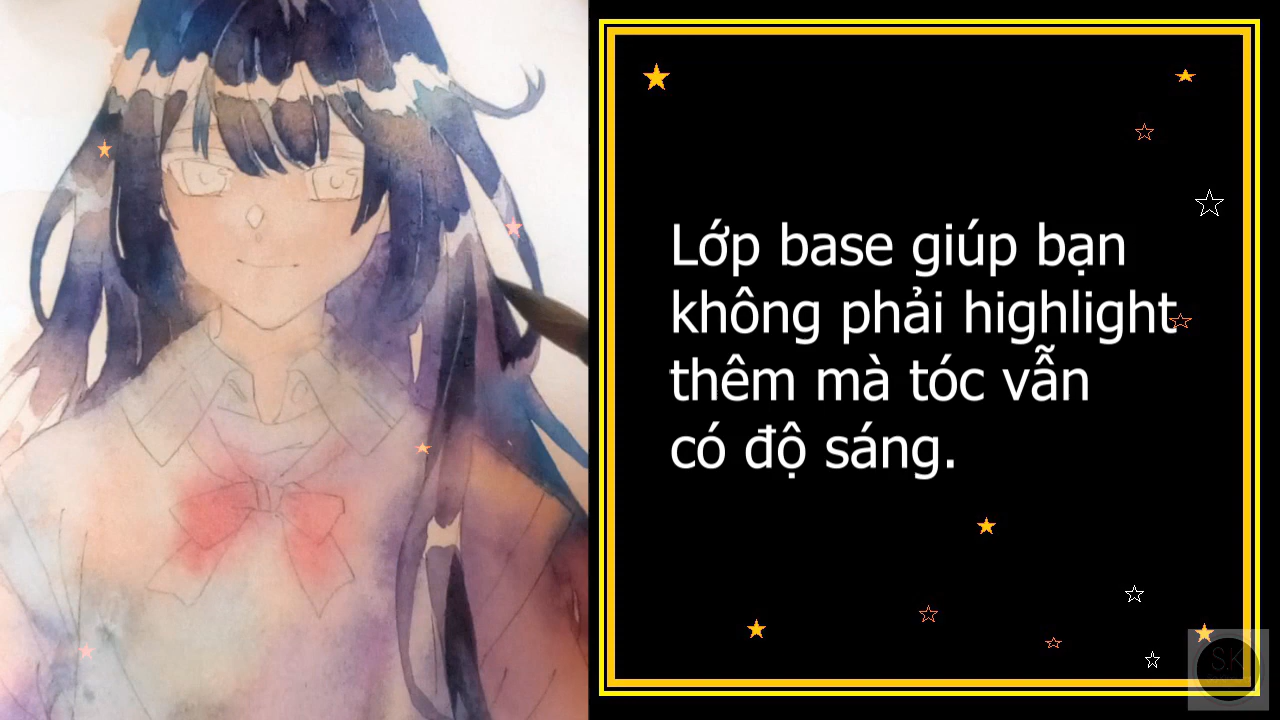 Lớp base giúp bạn
không phải highlight
thêm mà tóc vẫn
có độ sáng.
S.K